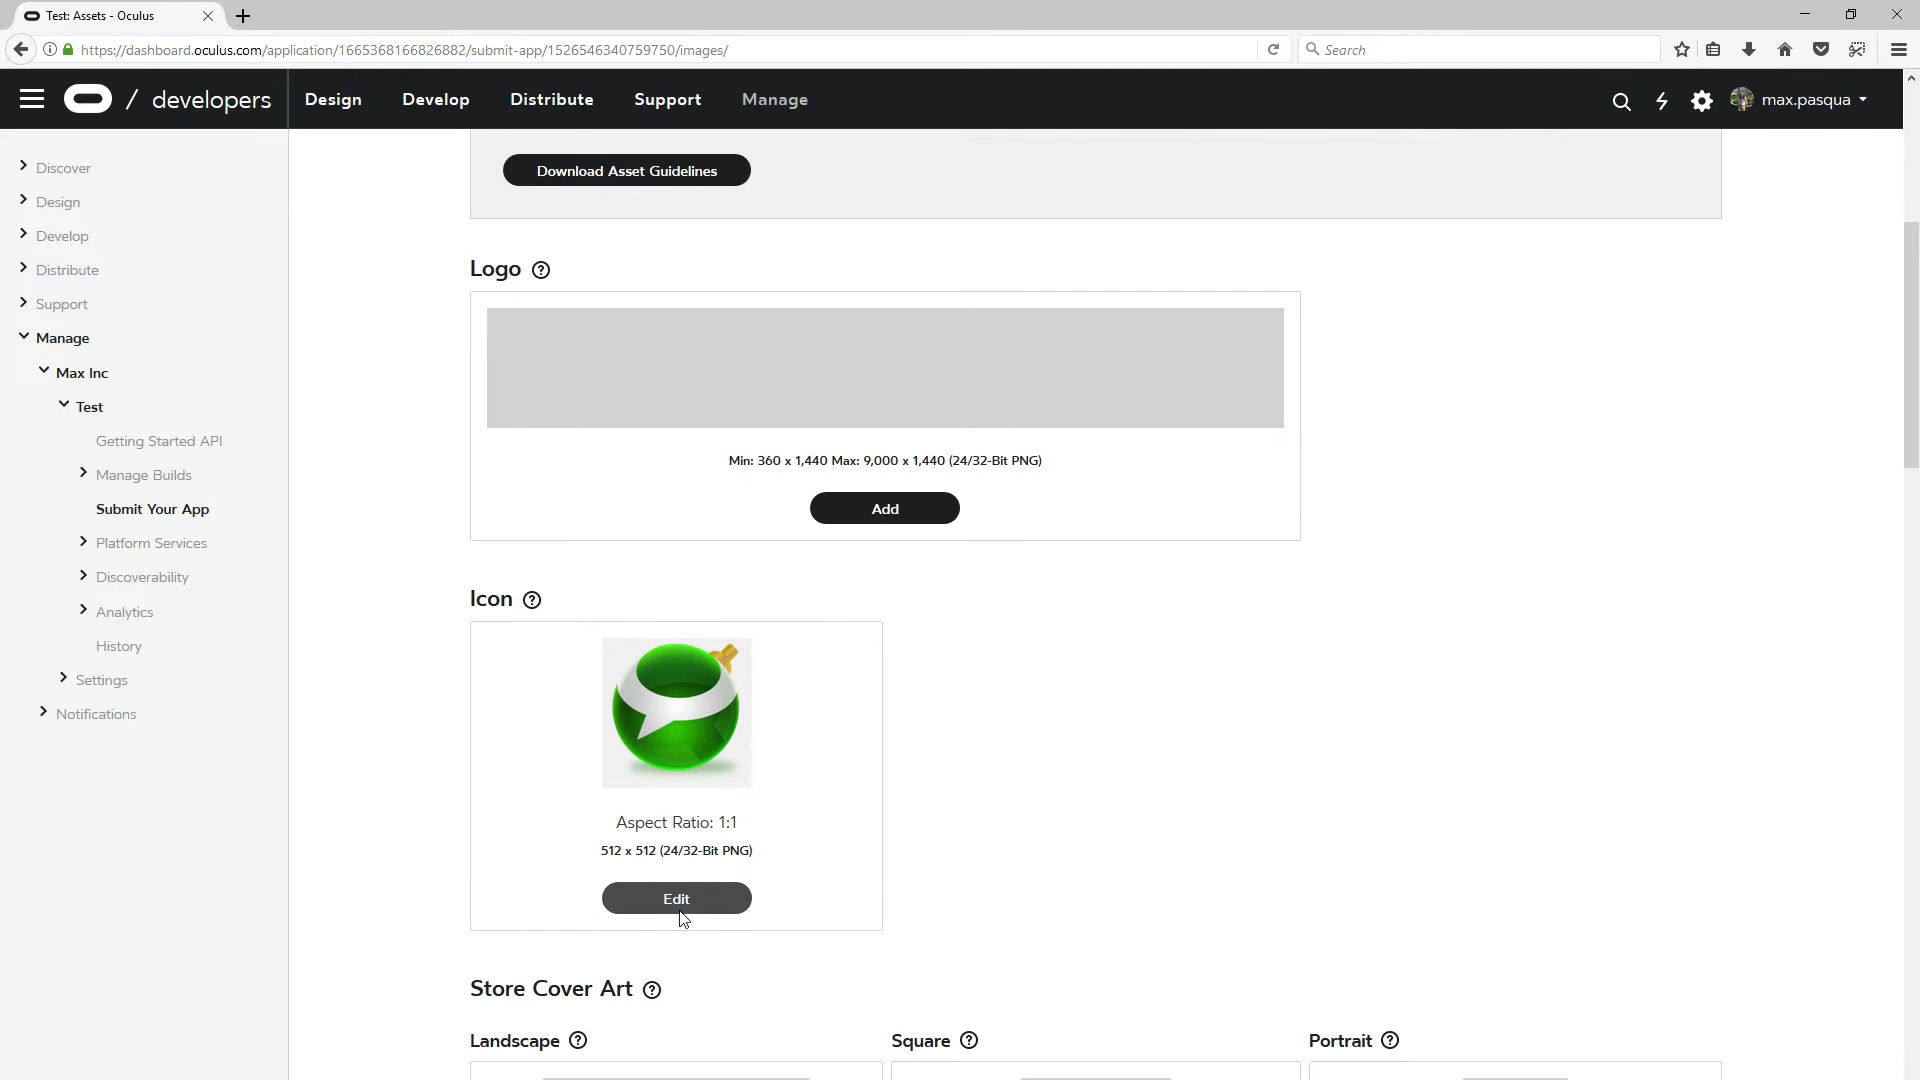 Test: Assets - Oculus
https://dashboard.oculus.com/application/1665368166826882/submit-app/1526546340759750/images/
Search
/ developers
Design
Develop
Distribute
Support
Manage
max.pasqua
Discover
Design
Develop
Distribute
Support
Manage
Max Inc
Test
Getting Started API
Manage Builds
Submit Your App
Platform Services
Discoverability
Analytics
History
Settings
Notifications
Download Asset Guidelines
Logo ?
Min: 360 x 1,440 Max: 9,000 x 1,440 (24/32-Bit PNG)
Add
Icon ?
Aspect Ratio: 1:1
512 x 512 (24/32-Bit PNG)
Edit
Store Cover Art ?
Landscape ?
Square ?
Portrait ?